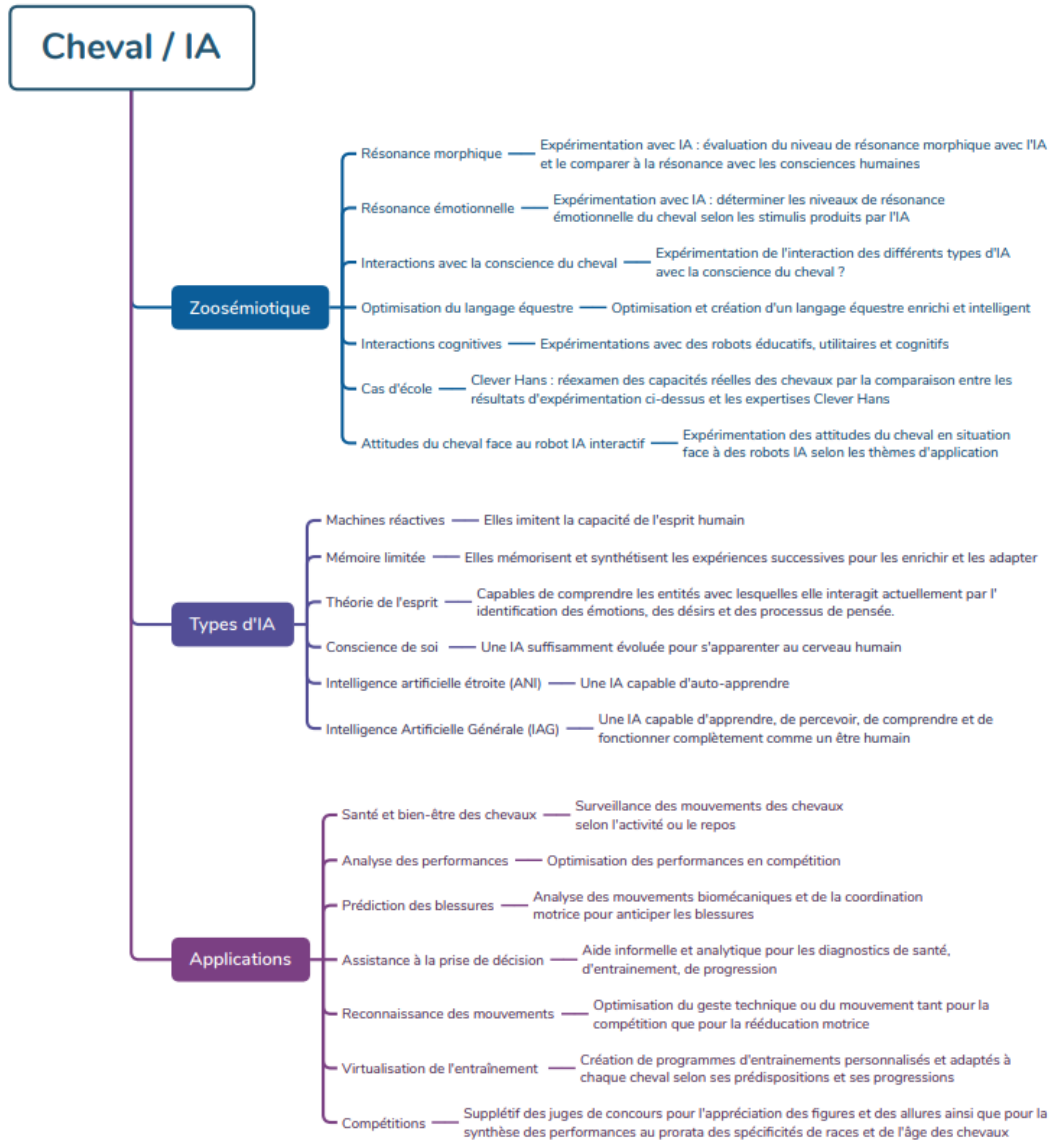 Cheval / IA
Zoosémiotique
Résonance morphique
Expérimentation avec IA : évaluation du niveau de résonance morphique avec l'IA
et le comparer à la résonance avec les consciences humaines
Résonance émotionnelle
Expérimentation avec IA : déterminer les niveaux de résonance
émotionnelle du cheval selon les stimulis produits par l'IA
Interactions avec la conscience du cheval
Expérimentation de l'interaction des différents types d'IA
avec la conscience du cheval ?
Optimisation du langage équestre
Optimisation et création d'un langage équestre enrichi et intelligent
Interactions cognitives
Expérimentations avec des robots éducatifs, utilitaires et cognitifs
Cas d'école
Clever Hans : réexamen des capacités réelles des chevaux par la comparaison entre les
résultats d'expérimentation ci-dessus et les expertises Clever Hans
Attitudes du cheval face au robot IA interactif
Expérimentation des attitudes du cheval en situation
face à des robots IA selon les thèmes d'application
Types d'IA
Machines réactives
Elles imitent la capacité de l'esprit humain
Mémoire limitée
Elles mémorisent et synthétisent les expériences successives pour les enrichir et les adapter
Théorie de l'esprit
Capables de comprendre les entités avec lesquelles elle interagit actuellement par l'
identification des émotions, des désirs et des processus de pensée.
Conscience de soi
Une IA suffisamment évoluée pour s'apparenter au cerveau humain
Intelligence artificielle étroite (ANI)
Une IA capable d'auto-apprendre
Intelligence Artificielle Générale (IAG)
Une IA capable d'apprendre, de percevoir, de comprendre et de
fonctionner complètement comme un être humain
Applications
Santé et bien-être des chevaux
Surveillance des mouvements des chevaux
selon l'activité ou le repos
Analyse des performances
Optimisation des performances en compétition
Prédiction des blessures
Analyse des mouvements biomécaniques et de la coordination
motrice pour anticiper les blessures
Assistance à la prise de décision
Aide informelle et analytique pour les diagnostics de santé,
d'entrainement, de progression
Reconnaissance des mouvements
Optimisation du geste technique ou du mouvement tant pour la
compétition que pour la rééducation motrice
Virtualisation de l'entraînement
Création de programmes d'entrainements personnalisés et adaptés à
chaque cheval selon ses prédispositions et ses progressions
Compétitions
Supplétif des juges de concours pour l'appréciation des figures et des allures ainsi que pour la
synthèse des performances au prorata des spécificités de races et de l'âge des chevaux